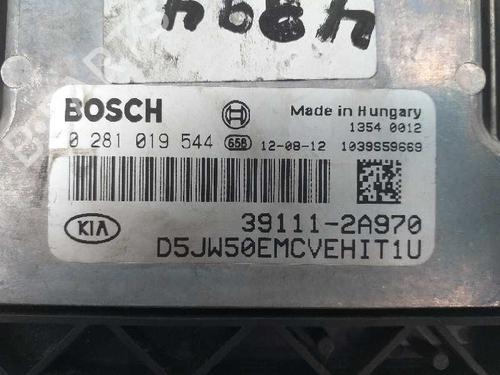 4894
BOSCH
Made in Hungary
1354 0012
0 281 019 544 658 12-08-12 1039S59669
KIA
39111-2A970
D5JW50EMCVEHIT1U